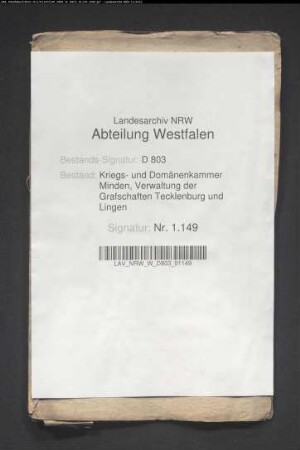 Landesarchiv NRW
Abteilung Westfalen
Bestands-Signatur: D 803
Bestand: Kriegs- und Domänenkammer
Minden, Verwaltung der
Grafschaften Tecklenburg und
Lingen
Signatur: Nr. 1.149
LAV_NRW_W_D803_01149